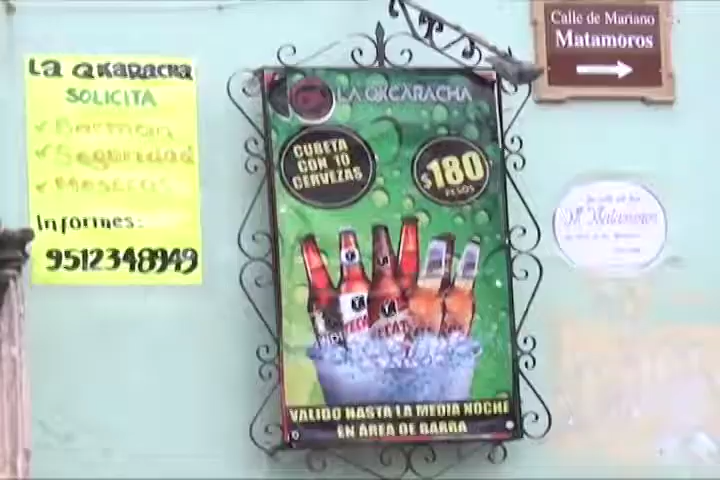 LA QKARACHA
SOLICITA
✓ Barman
✓ Seguridad
✓ Meseros
Informes:
9512348949
LA QKCARACHA
CUBETA
CON 10
CERVEZAS
$180
PESOS
VALIDO HASTA LA MEDIA NOCHE
EN ÁREA DE BARRA
Calle de Mariano
Matamoros